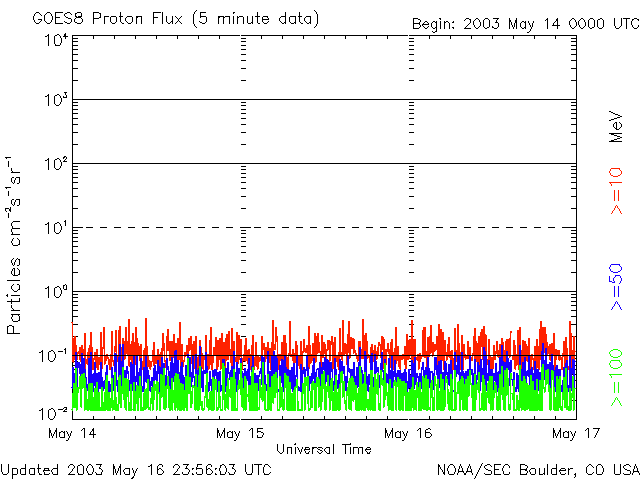 GOES8 Proton Flux (5 minute data)
Begin: 2003 May 14 0000 UTC
Particles cm⁻²s⁻¹sr⁻¹
10⁴
10³
10²
10¹
10⁰
10⁻¹
10⁻²
May 14
May 15
May 16
May 17
Universal Time
MeV
>=10
>=50
>=100
Updated 2003 May 16 23:56:03 UTC
NOAA/SEC Boulder, CO USA